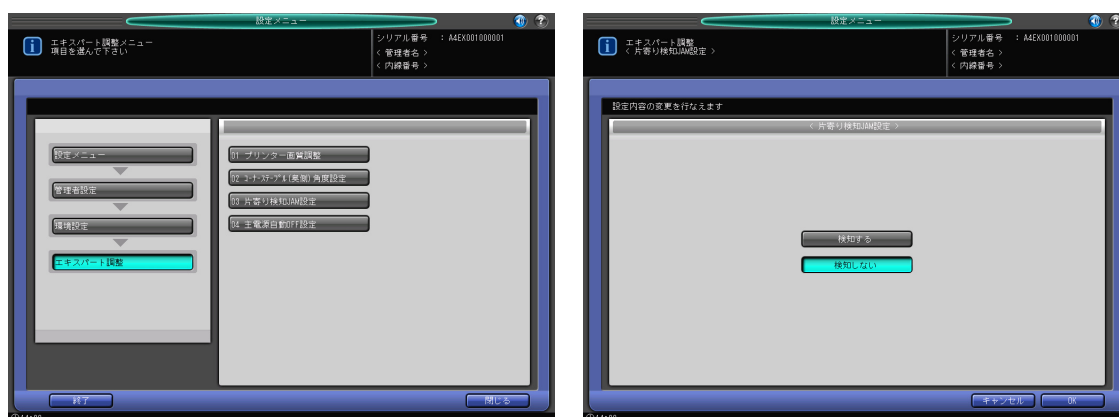 設定メニュー
エキスパート調整メニュー
項目を選んで下さい
シリアル番号 : A4EX001000001
< 管理者名 >
< 内線番号 >
設定メニュー
管理者設定
環境設定
エキスパート調整
01 プリンター画質調整
02 コーナーステープル(奥側)角度設定
03 片寄り検知JAM設定
04 主電源自動OFF設定
終了
閉じる
設定メニュー
エキスパート調整
< 片寄り検知JAM設定 >
シリアル番号 : A4EX001000001
< 管理者名 >
< 内線番号 >
設定内容の変更を行なえます
< 片寄り検知JAM設定 >
検知する
検知しない
キャンセル
OK